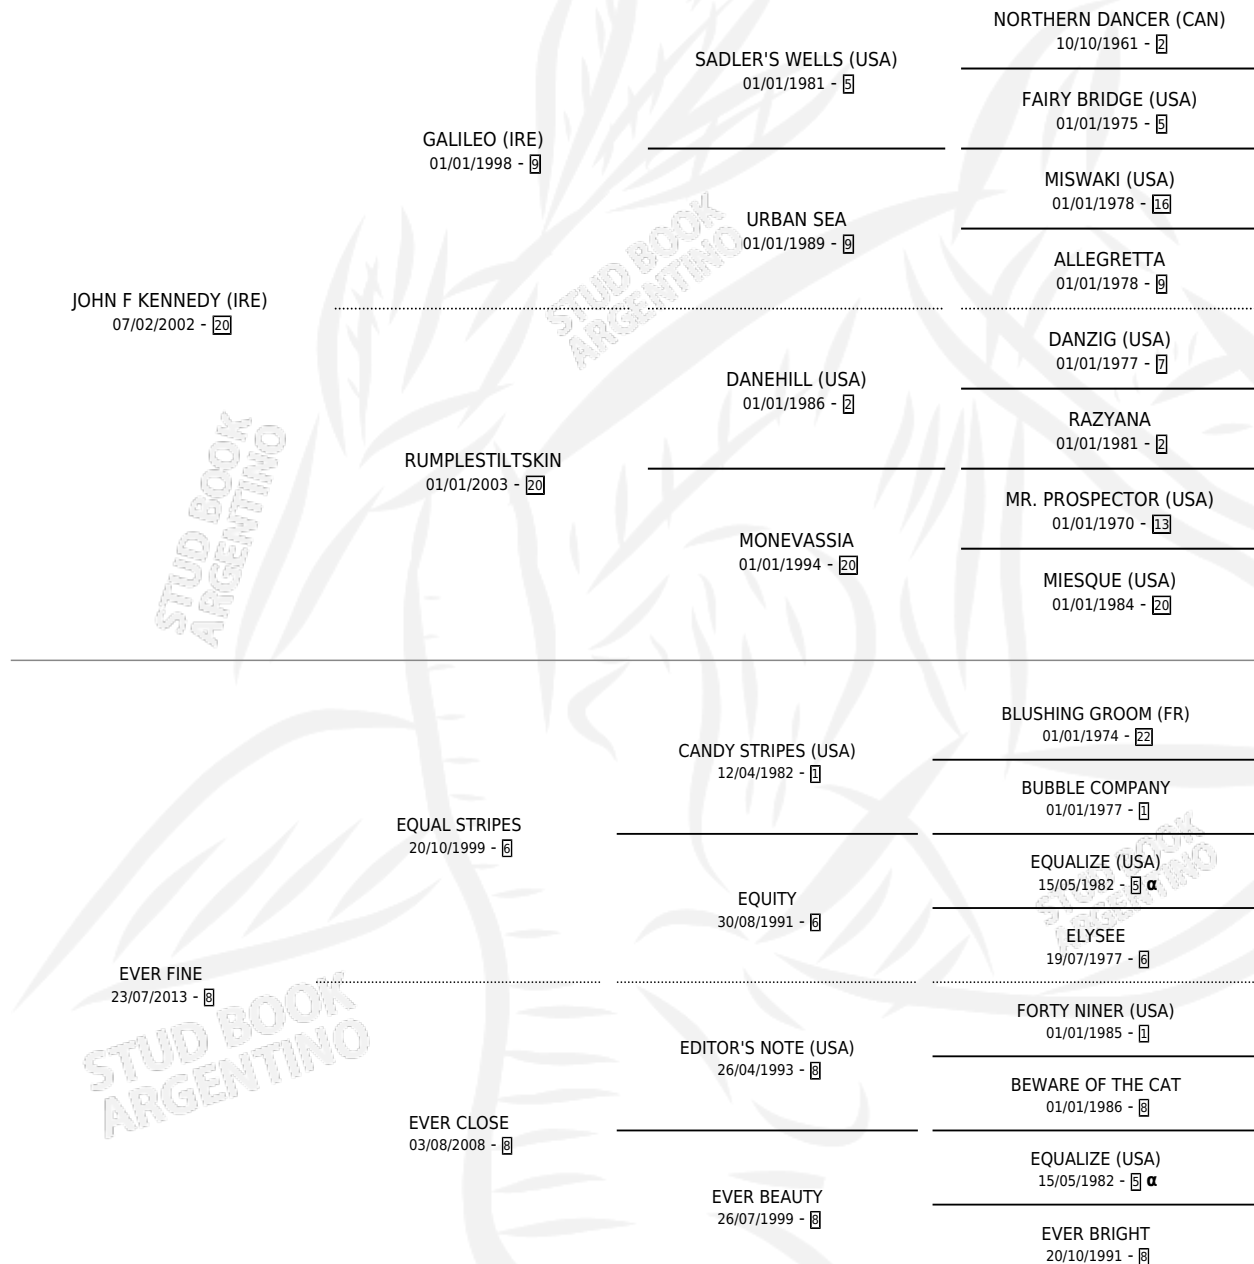 NORTHERN DANCER (CAN)
10/10/1961 - 2
SADLER'S WELLS (USA)
01/01/1981 - 5
FAIRY BRIDGE (USA)
01/01/1975 - 5
GALILEO (IRE)
01/01/1998 - 9
MISWAKI (USA)
01/01/1978 - 16
URBAN SEA
01/01/1989 - 9
ALLEGRETTA
01/01/1978 - 9
JOHN F KENNEDY (IRE)
07/02/2002 - 20
DANZIG (USA)
01/01/1977 - 7
DANEHILL (USA)
01/01/1986 - 2
RAZYANA
01/01/1981 - 2
RUMPLESTILTSKIN
01/01/2003 - 20
MR. PROSPECTOR (USA)
01/01/1970 - 13
MONEVASSIA
01/01/1994 - 20
MIESQUE (USA)
01/01/1984 - 20
BLUSHING GROOM (FR)
01/01/1974 - 22
CANDY STRIPES (USA)
12/04/1982 - 1
BUBBLE COMPANY
01/01/1977 - 1
EQUAL STRIPES
20/10/1999 - 6
EQUALIZE (USA)
15/05/1982 - 5 α
EQUITY
30/08/1991 - 6
ELYSEE
19/07/1977 - 6
EVER FINE
23/07/2013 - 8
FORTY NINER (USA)
01/01/1985 - 1
EDITOR'S NOTE (USA)
26/04/1993 - 8
BEWARE OF THE CAT
01/01/1986 - 8
EVER CLOSE
03/08/2008 - 8
EQUALIZE (USA)
15/05/1982 - 5 α
EVER BEAUTY
26/07/1999 - 8
EVER BRIGHT
20/10/1991 - 8
STUD BOOK
ARGENTINO
STUD BOOK
ARGENTINO
STUD BOOK
ARGENTINO
STUD BOOK
ARGENTINO